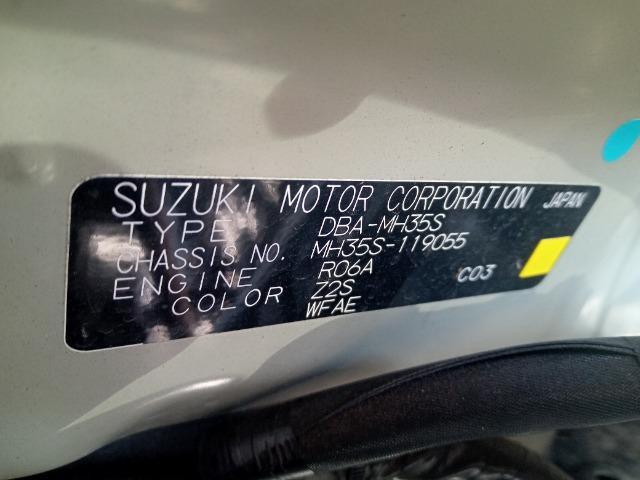 SUZUKI MOTOR CORPORATION JAPAN
TYPE DBA-MH35S
CHASSIS NO. MH35S-119055
ENGINE R06A C03
COLOR Z2S
WFAE